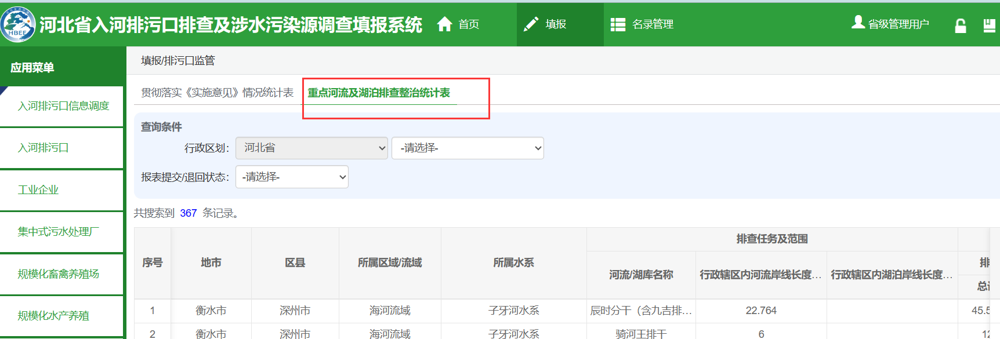 HBEE
河北省入河排污口排查及涉水污染源调查填报系统
首页
填报
名录管理
省级管理用户
应用菜单
入河排污口信息调度
入河排污口
工业企业
集中式污水处理厂
规模化畜禽养殖场
规模化水产养殖
填报/排污口监管
贯彻落实《实施意见》情况统计表
重点河流及湖泊排查整治统计表
查询条件
行政区划: 河北省 -请选择-
报表提交/退回状态: -请选择-
共搜索到 367 条记录。
序号 地市 区县 所属区域/流域 所属水系 排查任务及范围
河流/湖库名称 行政辖区内河流岸线长度... 行政辖区内湖泊岸线长度... 排
总
1 衡水市 深州市 海河流域 子牙河水系 辰时分干（含九吉排... 22.764 45.5
2 衡水市 深州市 海河流域 子牙河水系 骑河王排干 6 12